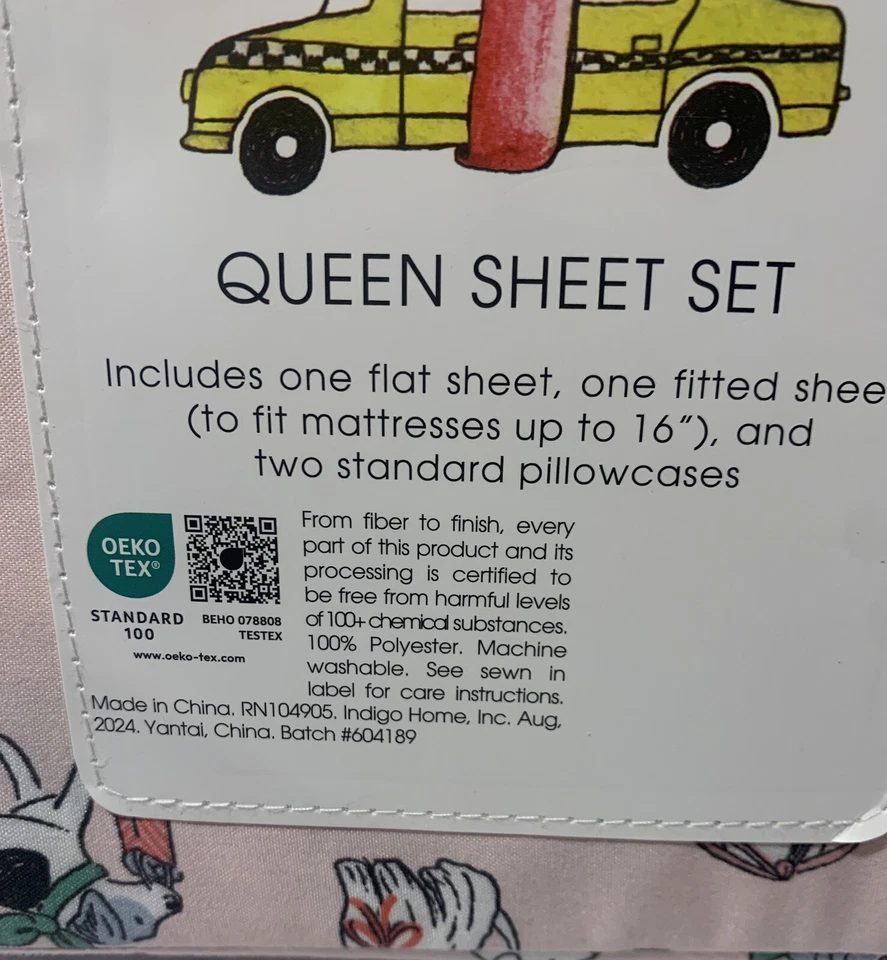 QUEEN SHEET SET
Includes one flat sheet, one fitted shee
(to fit mattresses up to 16"), and
two standard pillowcases
OEKO
TEX®
STANDARD
100
BEHO 078808
TESTEX
www.oeko-tex.com
From fiber to finish, every
part of this product and its
processing is certified to
be free from harmful levels
of 100+ chemical substances.
100% Polyester. Machine
washable. See sewn in
label for care instructions.
Made in China. RN104905. Indigo Home, Inc. Aug,
2024. Yantai, China. Batch #604189